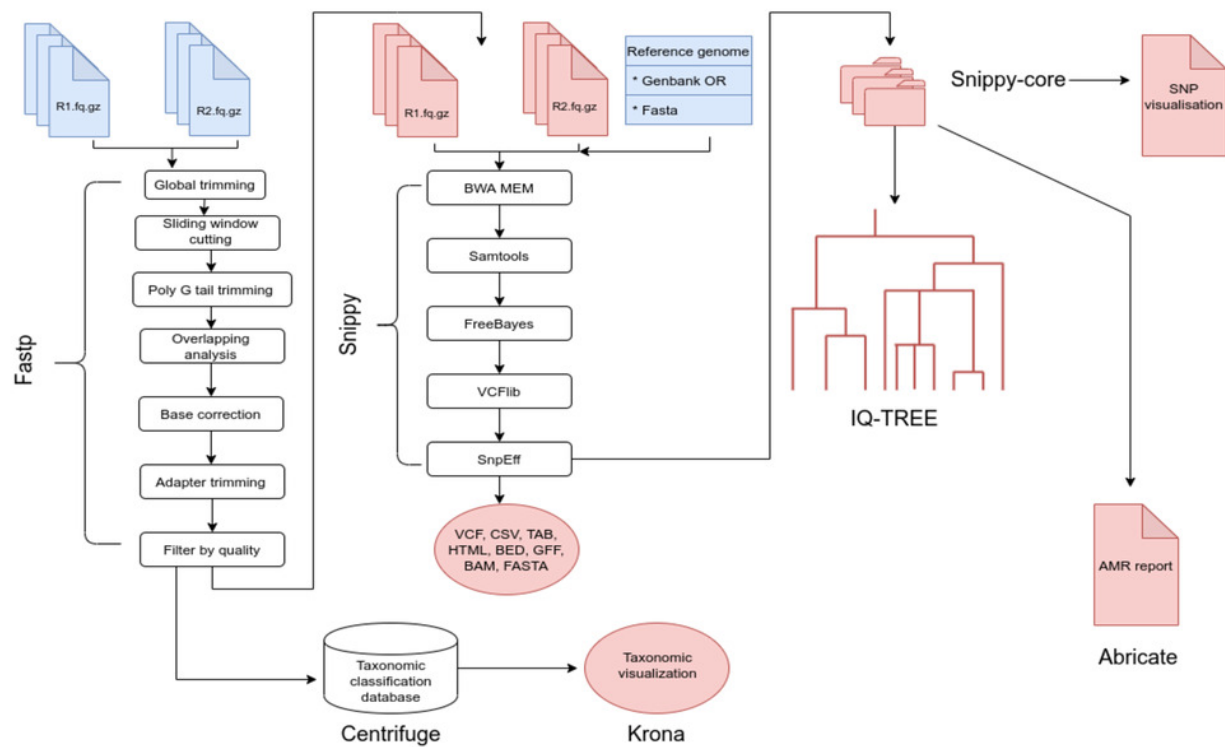 R1.fq.gz
R2.fq.gz
Global trimming
Sliding window
cutting
Poly G tail trimming
Overlapping
analysis
Base correction
Adapter trimming
Filter by quality
Fastp
R1.fq.gz
R2.fq.gz
Reference genome
* Genbank OR
* Fasta
BWA MEM
Samtools
FreeBayes
VCFlib
SnpEff
Snippy
VCF, CSV, TAB,
HTML, BED, GFF,
BAM, FASTA
Taxonomic
classification
database
Centrifuge
Taxonomic
visualization
Krona
Snippy-core
SNP
visualisation
IQ-TREE
AMR report
Abricate